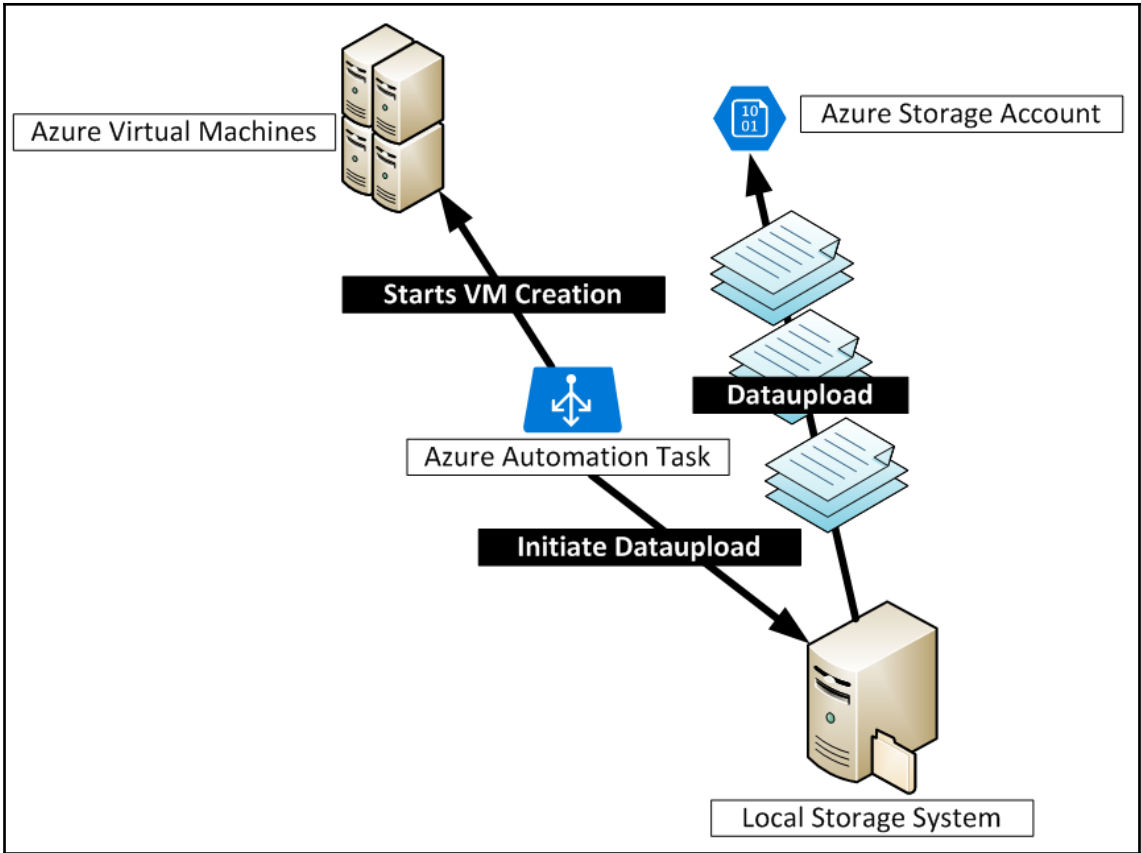 Azure Virtual Machines
10
01
Azure Storage Account
Starts VM Creation
Dataupload
Azure Automation Task
Initiate Dataupload
Local Storage System